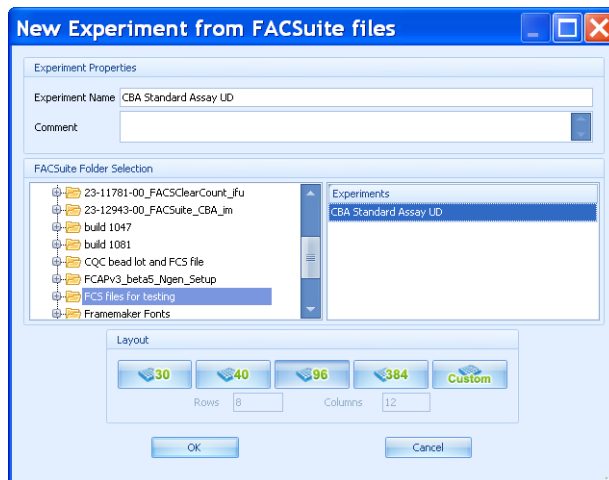 New Experiment from FACSuite files
Experiment Properties
Experiment Name CBA Standard Assay UD
Comment
FACSuite Folder Selection
23-11781-00_FACSClearCount_ifu
23-12943-00_FACSuite_CBA_im
build 1047
build 1081
CQC bead lot and FCS file
FCAPv3_beta5_Ngen_Setup
FCS files for testing
Framemaker Fonts
Experiments
CBA Standard Assay UD
Layout
30 40 96 384 Custom
Rows 8 Columns 12
OK Cancel